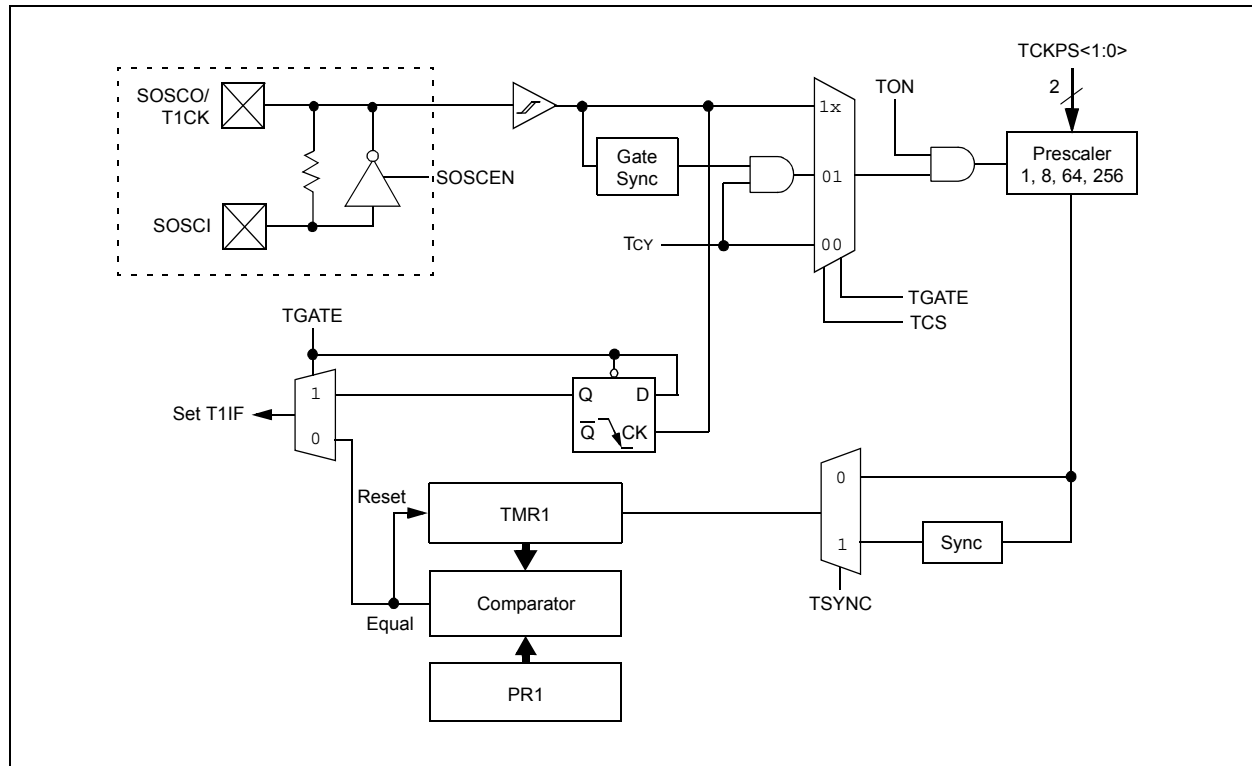 TCKPS<1:0>
2
TON
SOSCO/
T1CK
1x
Gate
Sync
Prescaler
1, 8, 64, 256
SOSCEN
01
SOSCI
TCY
00
TGATE
TCS
TGATE
1
Q
D
Set T1IF
0
Q
CK
Reset
TMR1
0
1
Sync
TSYNC
Comparator
Equal
PR1